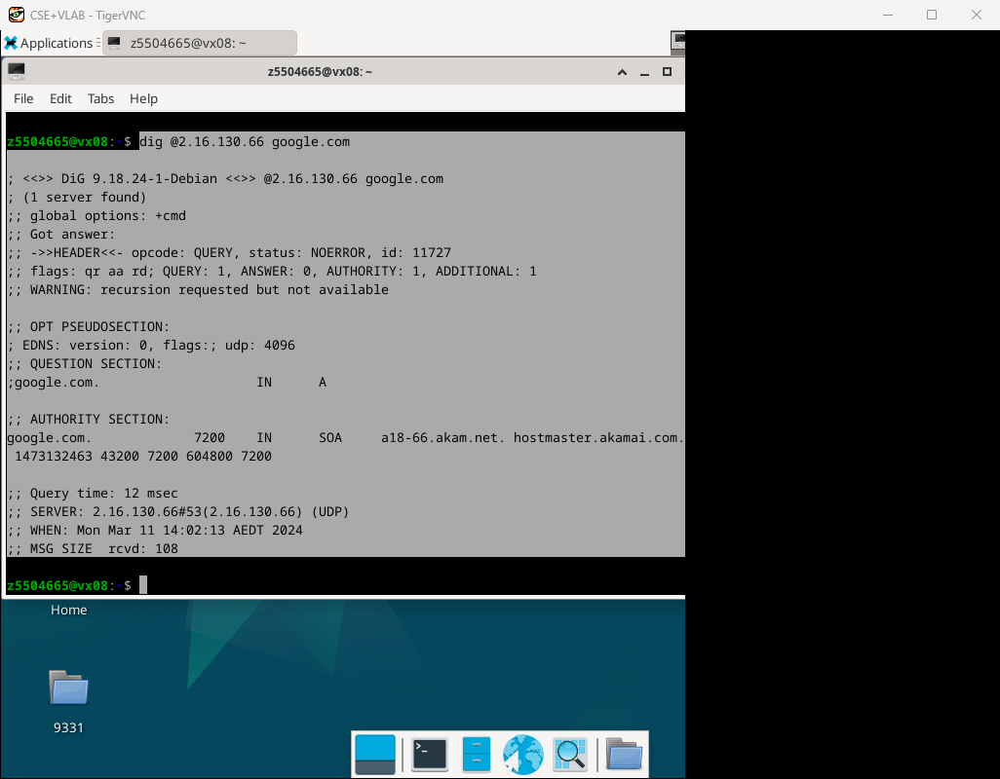 CSE+VLAB - TigerVNC
Applications
z5504665@vx08: ~
z5504665@vx08: ~
File Edit Tabs Help
z5504665@vx08:~$ dig @2.16.130.66 google.com
; <<>> DiG 9.18.24-1-Debian <<>> @2.16.130.66 google.com
; (1 server found)
;; global options: +cmd
;; Got answer:
;; ->>HEADER<<- opcode: QUERY, status: NOERROR, id: 11727
;; flags: qr aa rd; QUERY: 1, ANSWER: 0, AUTHORITY: 1, ADDITIONAL: 1
;; WARNING: recursion requested but not available
;; OPT PSEUDOSECTION:
; EDNS: version: 0, flags:; udp: 4096
;; QUESTION SECTION:
;google.com. IN A
;; AUTHORITY SECTION:
google.com. 7200 IN SOA a18-66.akam.net. hostmaster.akamai.com.
1473132463 43200 7200 604800 7200
;; Query time: 12 msec
;; SERVER: 2.16.130.66#53(2.16.130.66) (UDP)
;; WHEN: Mon Mar 11 14:02:13 AEDT 2024
;; MSG SIZE rcvd: 108
z5504665@vx08:~$
Home
9331